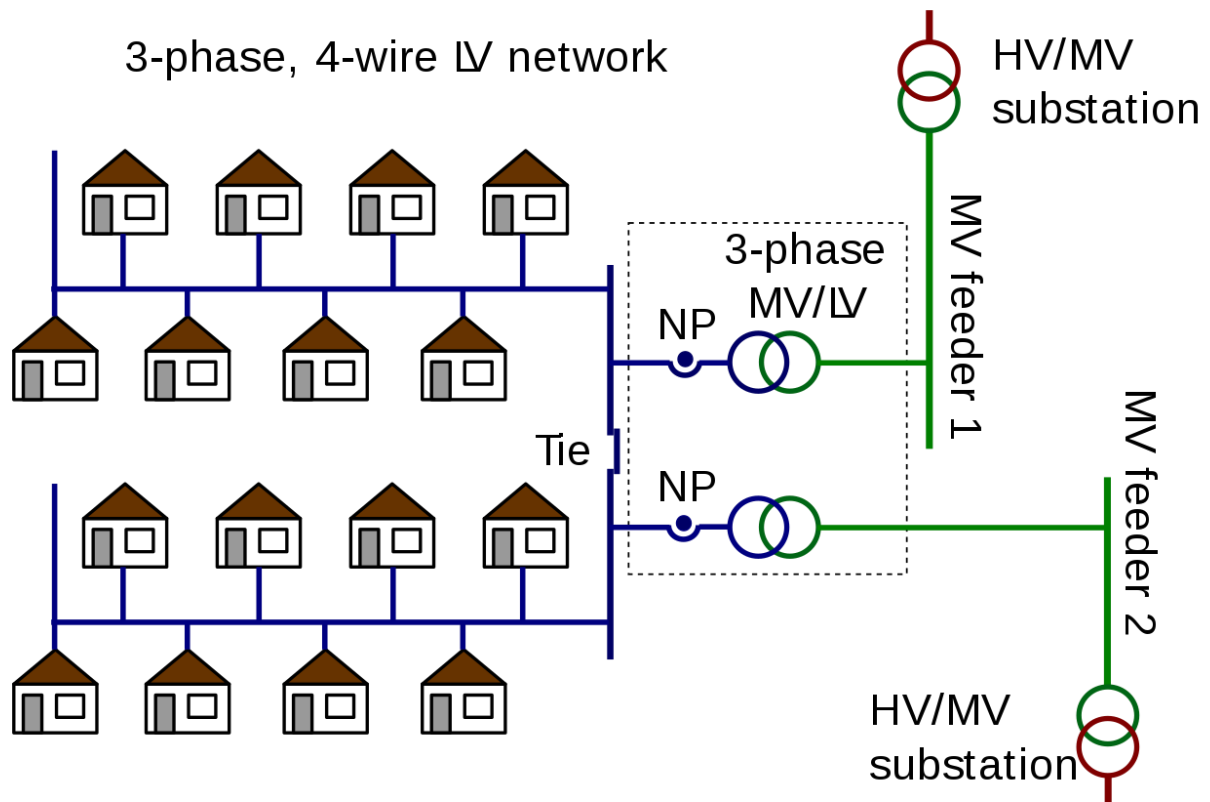 3-phase, 4-wire LV network
HV/MV
substation
3-phase
MV/LV
NP
MV feeder 1
Tie
NP
MV feeder 2
HV/MV
substation